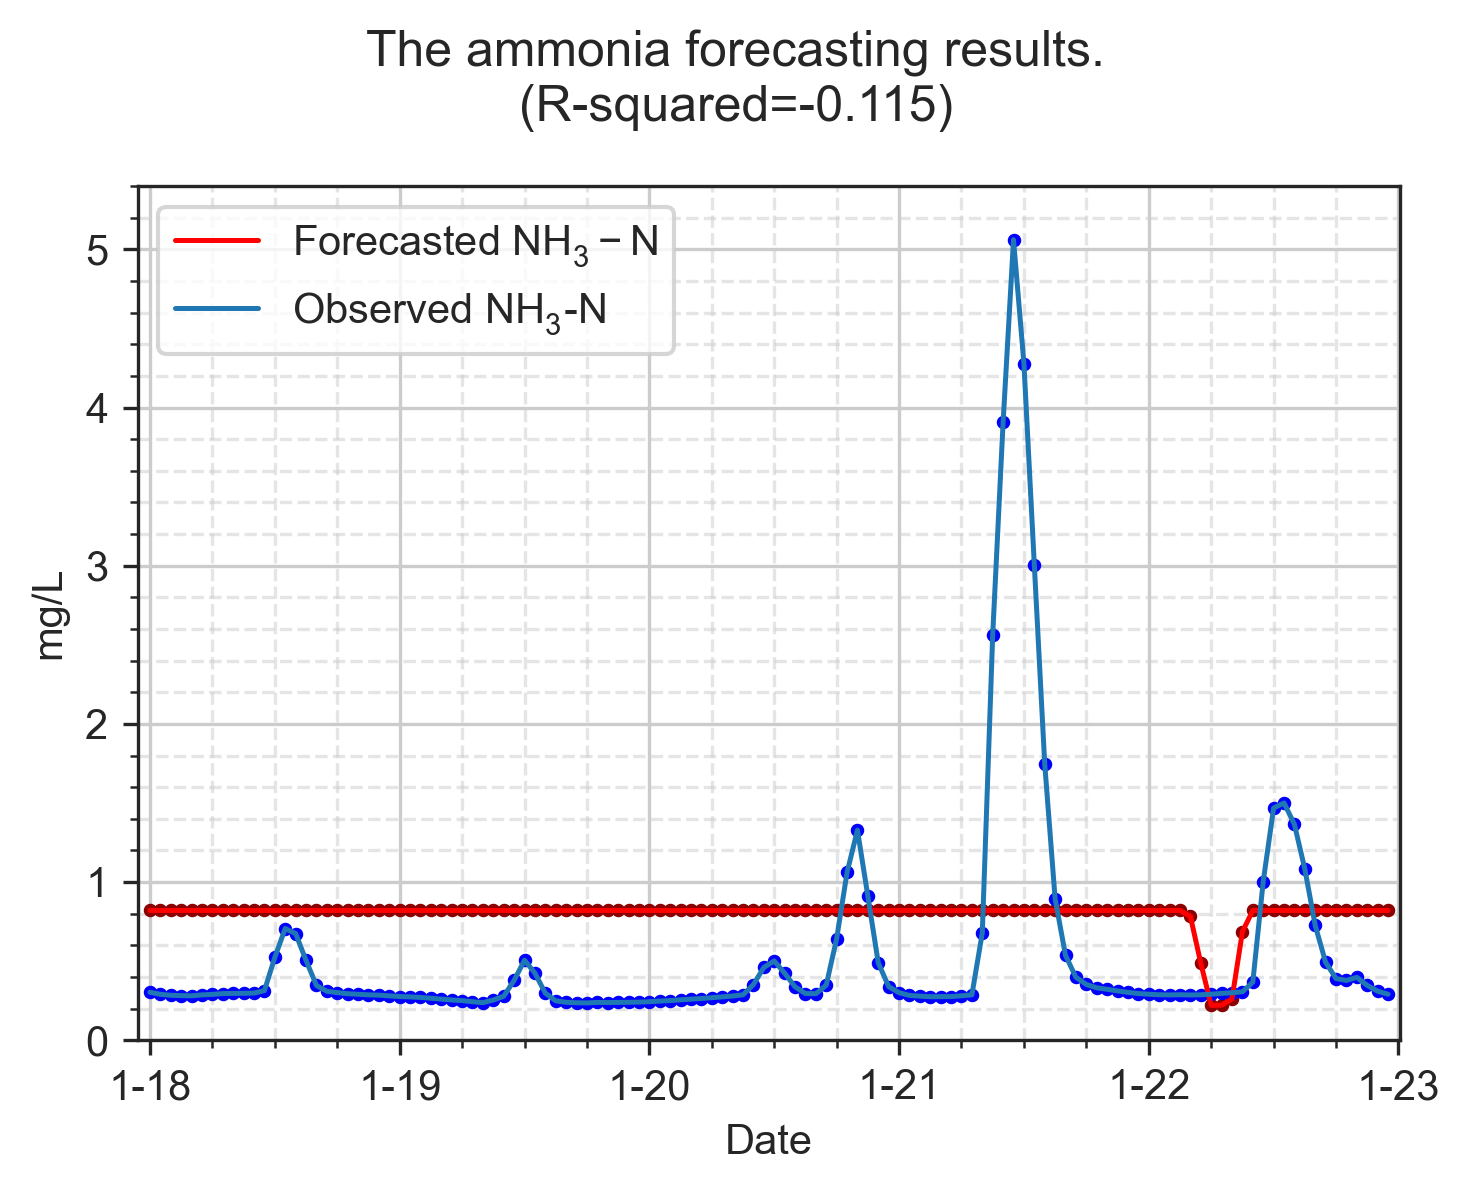 The ammonia forecasting results.
(R-squared=-0.115)
Forecasted NH₃ − N
Observed NH₃-N
5
4
3
2
1
0
mg/L
1-18 1-19 1-20 1-21 1-22 1-23
Date